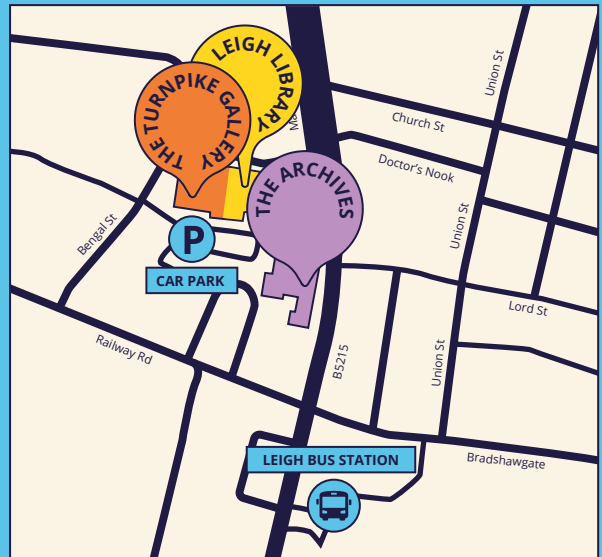 LEIGH LIBRARY
THE TURNPIKE GALLERY
Union St
Church St
Doctor's Nook
THE ARCHIVES
Bengal St
Union St
P
CAR PARK
Lord St
Railway Rd
B5215
Union St
LEIGH BUS STATION
Bradshawgate